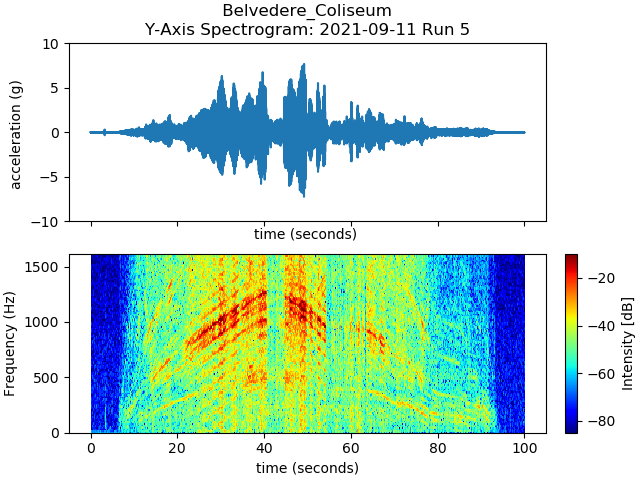 Belvedere_Coliseum
Y-Axis Spectrogram: 2021-09-11 Run 5
10
5
0
−5
−10
acceleration (g)
time (seconds)
1500
1000
500
0
Frequency (Hz)
0 20 40 60 80 100
time (seconds)
−20
−40
−60
−80
Intensity [dB]